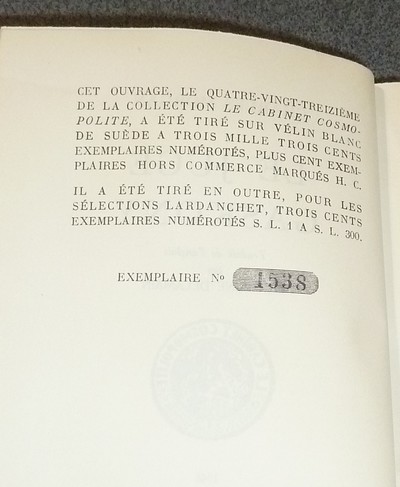 CET OUVRAGE, LE QUATRE-VINGT-TREIZIÈME
DE LA COLLECTION LE CABINET COSMO-
POLITE, A ÉTÉ TIRÉ SUR VÉLIN BLANC
DE SUÈDE A TROIS MILLE TROIS CENTS
EXEMPLAIRES NUMÉROTÉS, PLUS CENT EXEM-
PLAIRES HORS COMMERCE MARQUÉS H. C.
IL A ÉTÉ TIRÉ EN OUTRE, POUR LES
SÉLECTIONS LARDANCHET, TROIS CENTS
EXEMPLAIRES NUMÉROTÉS S. L. 1 A S. L. 300.
EXEMPLAIRE No 1538